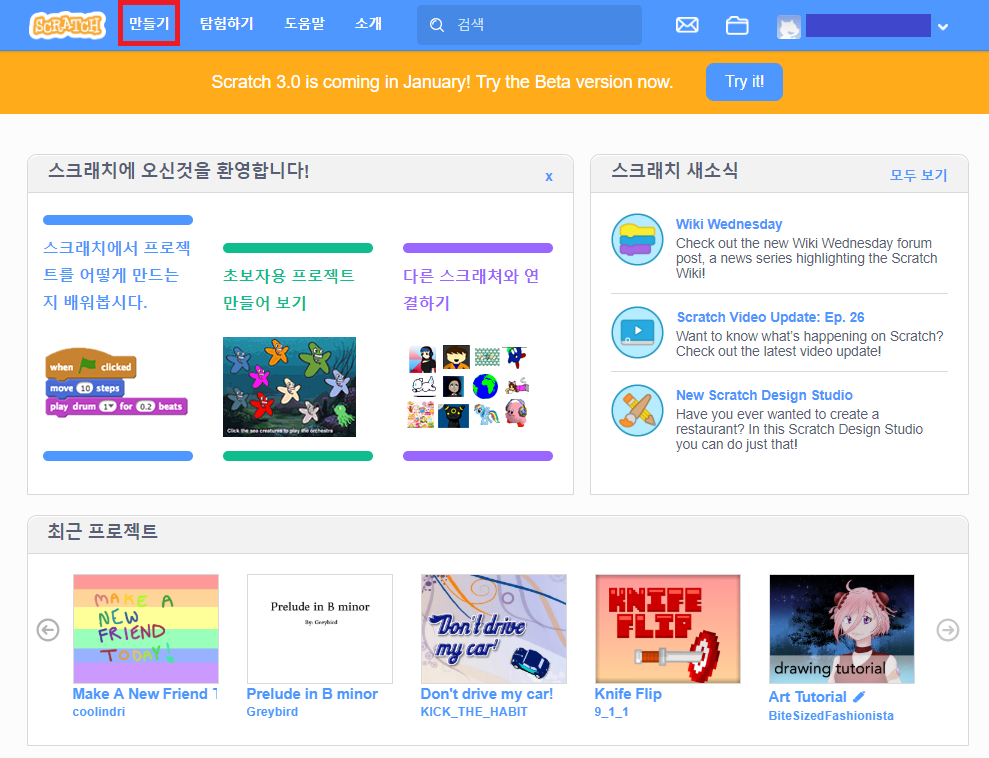 SCRATCH 만들기 탐험하기 도움말 소개 검색
Scratch 3.0 is coming in January! Try the Beta version now. Try it!
스크래치에 오신것을 환영합니다! x
스크래치에서 프로젝
트를 어떻게 만드는
지 배워봅시다.
when clicked
move 10 steps
play drum 1 for 0.2 beats
초보자용 프로젝트
만들어 보기
Click the sea creatures to play the orchestra
다른 스크래쳐와 연
결하기
스크래치 새소식 모두 보기
Wiki Wednesday
Check out the new Wiki Wednesday forum
post, a news series highlighting the Scratch
Wiki!
Scratch Video Update: Ep. 26
Want to know what's happening on Scratch?
Check out the latest video update!
New Scratch Design Studio
Have you ever wanted to create a
restaurant? In this Scratch Design Studio
you can do just that!
최근 프로젝트
MAKE A
NEW
FRIEND
TODAY!
Make A New Friend T
coolindri
Prelude in B minor
By: Greybird
Prelude in B minor
Greybird
Don't drive
my car!
Don't drive my car!
KICK_THE_HABIT
KNIFE
FLIP
Knife Flip
9_1_1
drawing tutorial
Art Tutorial
BiteSizedFashionista